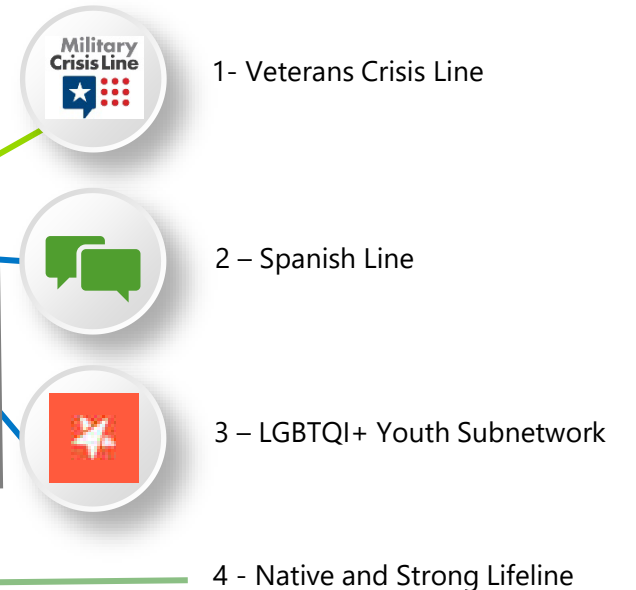 Military
Crisis Line
1- Veterans Crisis Line
2 – Spanish Line
3 – LGBTQI+ Youth Subnetwork
4 - Native and Strong Lifeline